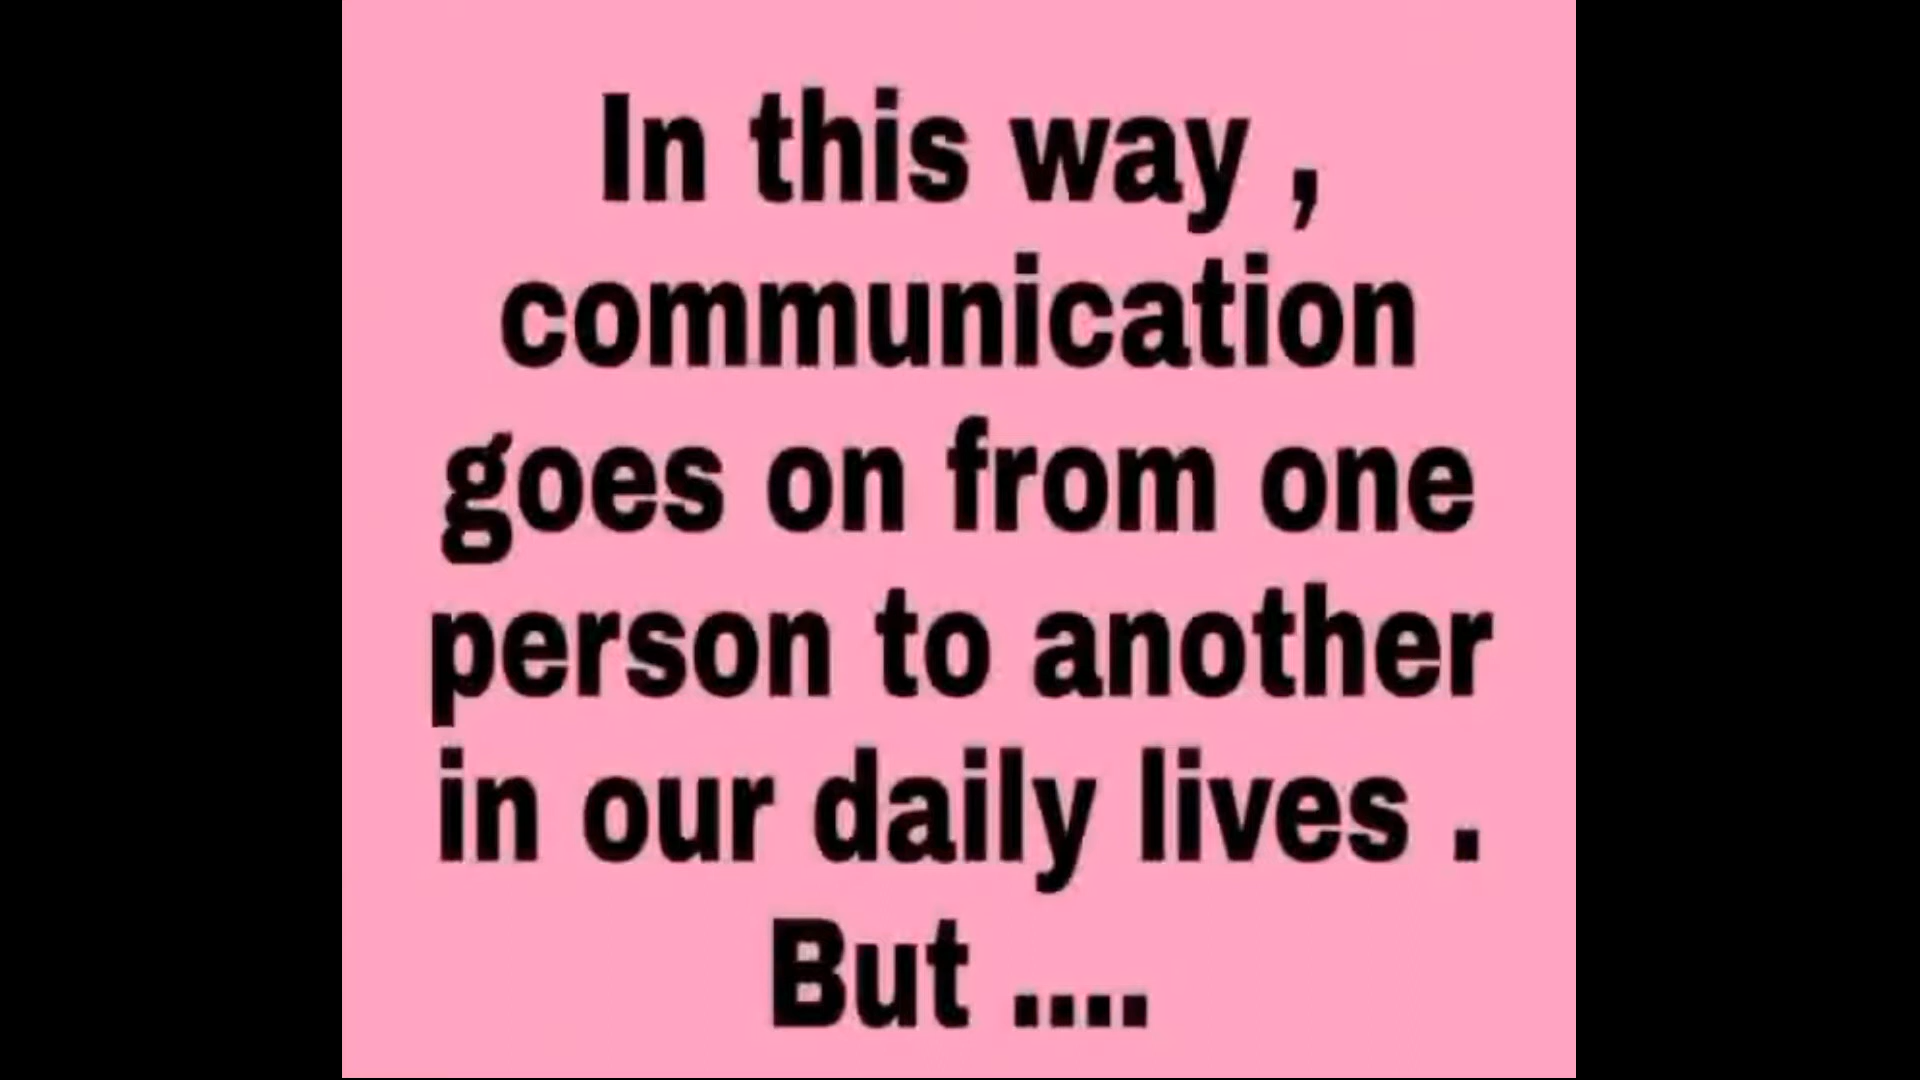 In this way ,
communication
goes on from one
person to another
in our daily lives .
But ....